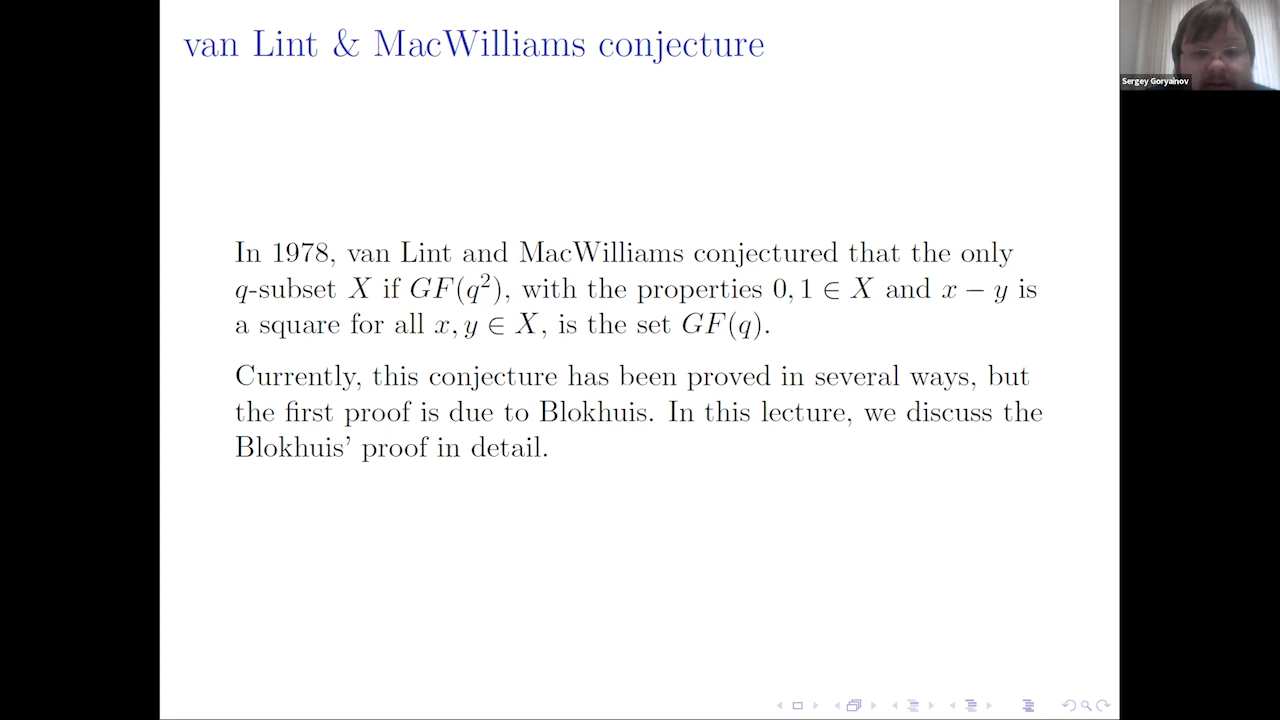 van Lint & MacWilliams conjecture
Sergey Goryainov
In 1978, van Lint and MacWilliams conjectured that the only
q-subset X if GF(q²), with the properties 0, 1 ∈ X and x − y is
a square for all x, y ∈ X, is the set GF(q).
Currently, this conjecture has been proved in several ways, but
the first proof is due to Blokhuis. In this lecture, we discuss the
Blokhuis' proof in detail.